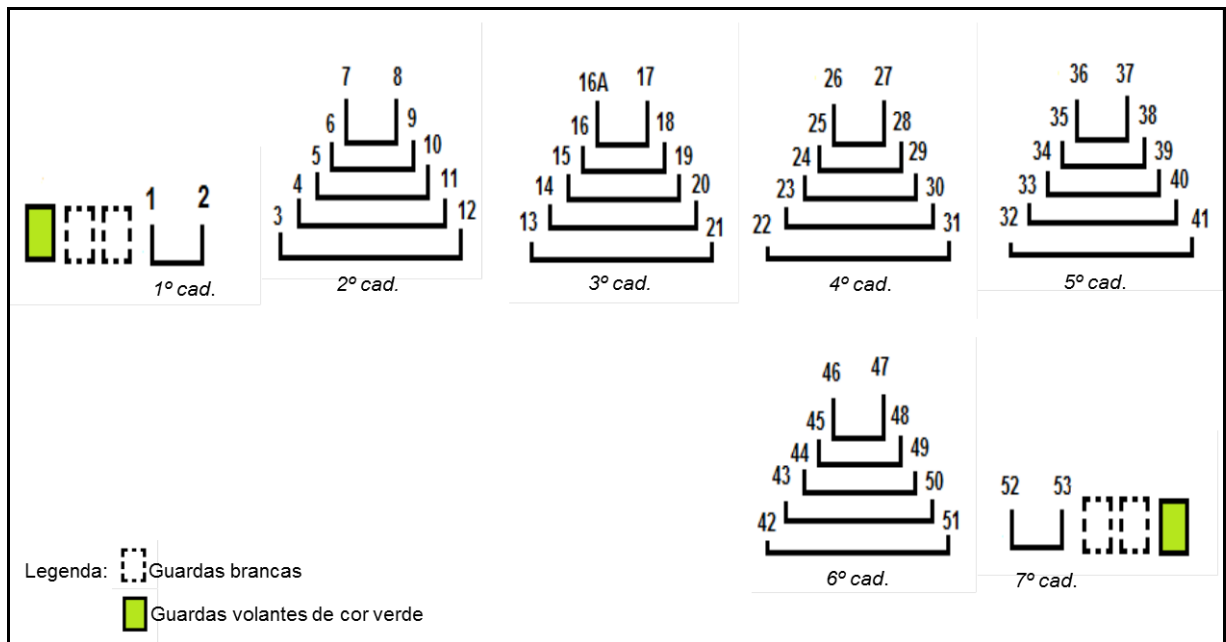 7 8
6 9
5 10
4 11
3 12
1 2
1º cad.
2º cad.
16A 17
16 18
15 19
14 20
13 21
3º cad.
26 27
25 28
24 29
23 30
22 31
4º cad.
36 37
35 38
34 39
33 40
32 41
5º cad.
46 47
45 48
44 49
43 50
42 51
6º cad.
52 53
7º cad.
Legenda: Guardas brancas
Guardas volantes de cor verde